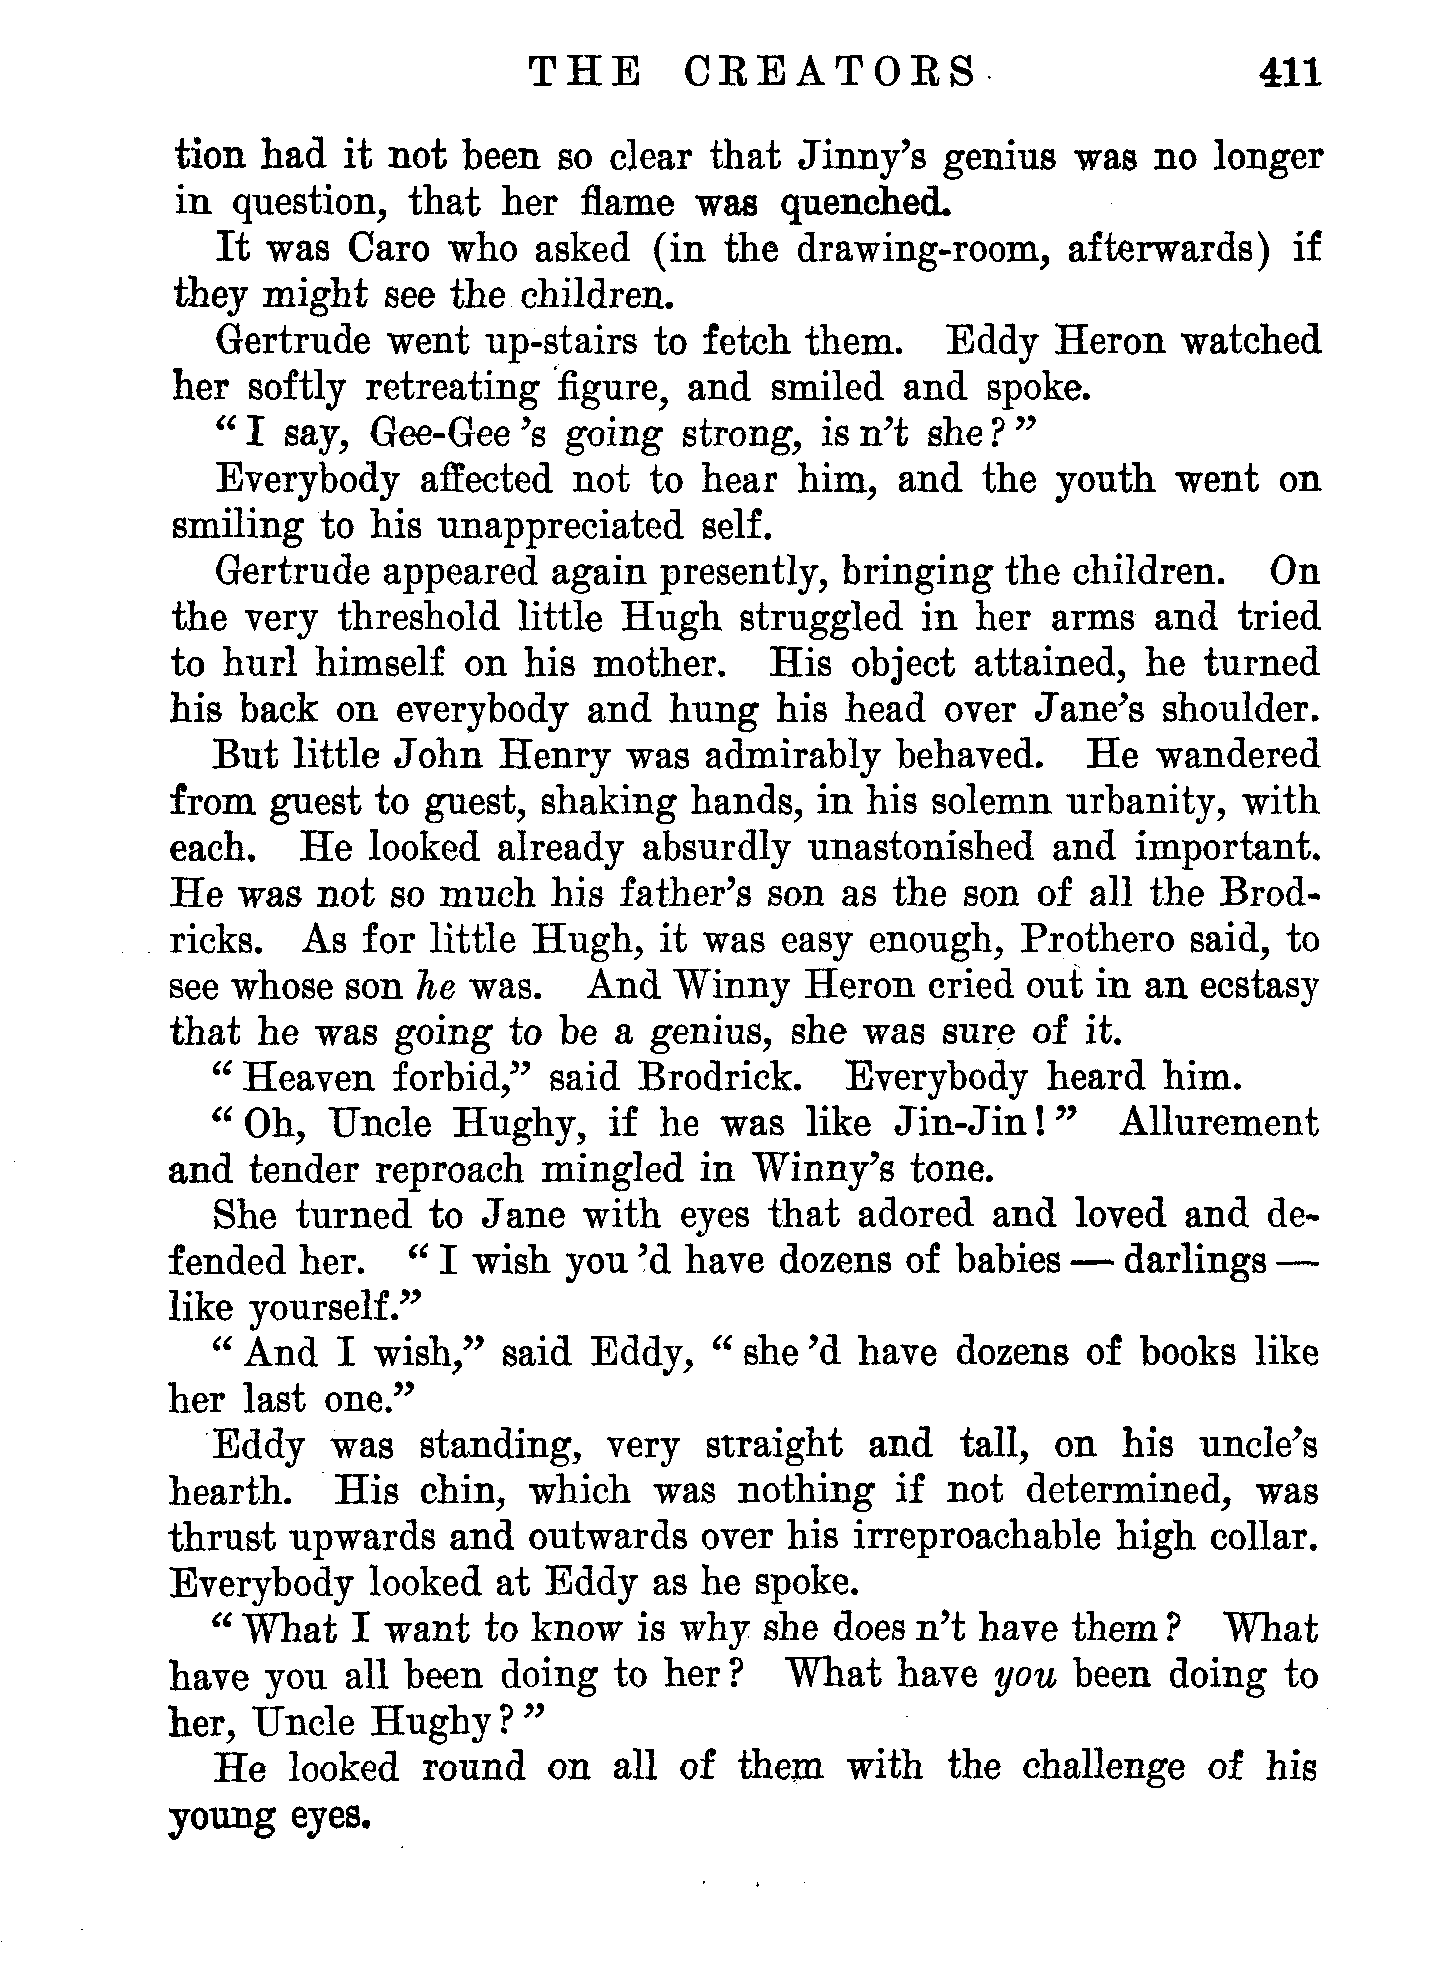 THE CREATORS 411
tion had it not been so clear that Jinny's genius was no longer
in question, that her flame was quenched.
It was Caro who asked (in the drawing-room, afterwards) if
they might see the children.
Gertrude went up-stairs to fetch them. Eddy Heron watched
her softly retreating figure, and smiled and spoke.
"I say, Gee-Gee's going strong, isn't she?"
Everybody affected not to hear him, and the youth went on
smiling to his unappreciated self.
Gertrude appeared again presently, bringing the children. On
the very threshold little Hugh struggled in her arms and tried
to hurl himself on his mother. His object attained, he turned
his back on everybody and hung his head over Jane's shoulder.
But little John Henry was admirably behaved. He wandered
from guest to guest, shaking hands, in his solemn urbanity, with
each. He looked already absurdly unastonished and important.
He was not so much his father's son as the son of all the Brod-
ricks. As for little Hugh, it was easy enough, Prothero said, to
see whose son he was. And Winny Heron cried out in an ecstasy
that he was going to be a genius, she was sure of it.
"Heaven forbid," said Brodrick. Everybody heard him.
"Oh, Uncle Hughy, if he was like Jin-Jin!" Allurement
and tender reproach mingled in Winny's tone.
She turned to Jane with eyes that adored and loved and de-
fended her. "I wish you'd have dozens of babies — darlings —
like yourself."
"And I wish," said Eddy, "she'd have dozens of books like
her last one."
Eddy was standing, very straight and tall, on his uncle's
hearth. His chin, which was nothing if not determined, was
thrust upwards and outwards over his irreproachable high collar.
Everybody looked at Eddy as he spoke.
"What I want to know is why she doesn't have them? What
have you all been doing to her? What have you been doing to
her, Uncle Hughy?"
He looked round on all of them with the challenge of his
young eyes.